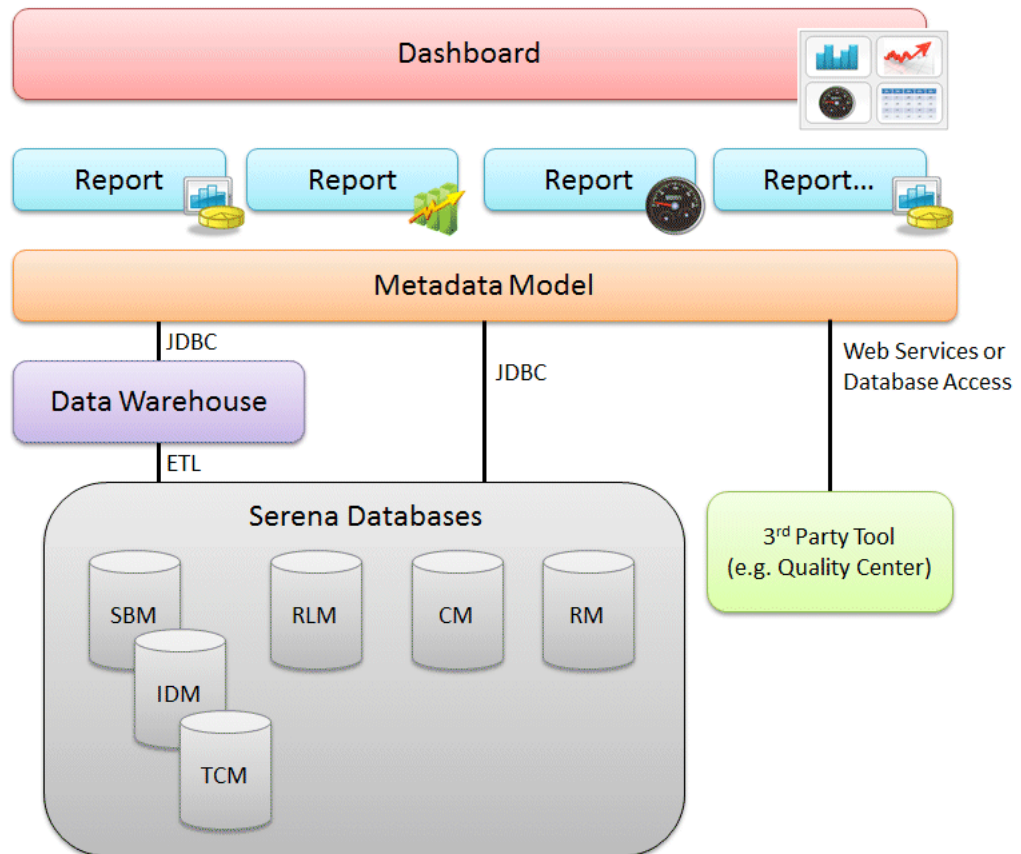 Dashboard
Report
Report
Report
Report...
Metadata Model
JDBC
JDBC
Web Services or
Database Access
Data Warehouse
ETL
Serena Databases
SBM
RLM
CM
RM
IDM
TCM
3rd Party Tool
(e.g. Quality Center)